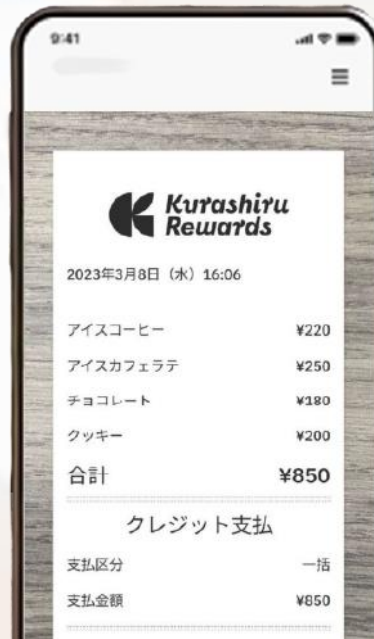 9:41
Kurashiru
Rewards
2023年3月8日（水）16:06
アイスコーヒー ¥220
アイスカフェラテ ¥250
チョコレート ¥180
クッキー ¥200
合計 ¥850
クレジット支払
支払区分 一括
支払金額 ¥850